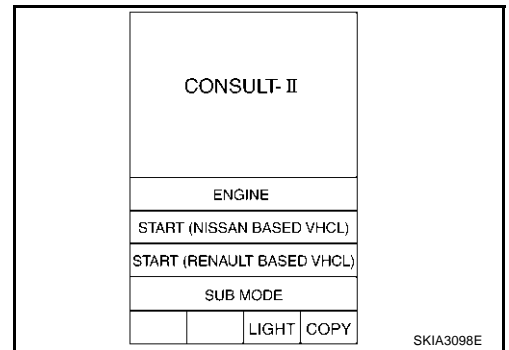 CONSULT-II
ENGINE
START (NISSAN BASED VHCL)
START (RENAULT BASED VHCL)
SUB MODE
LIGHT COPY
SKIA3098E